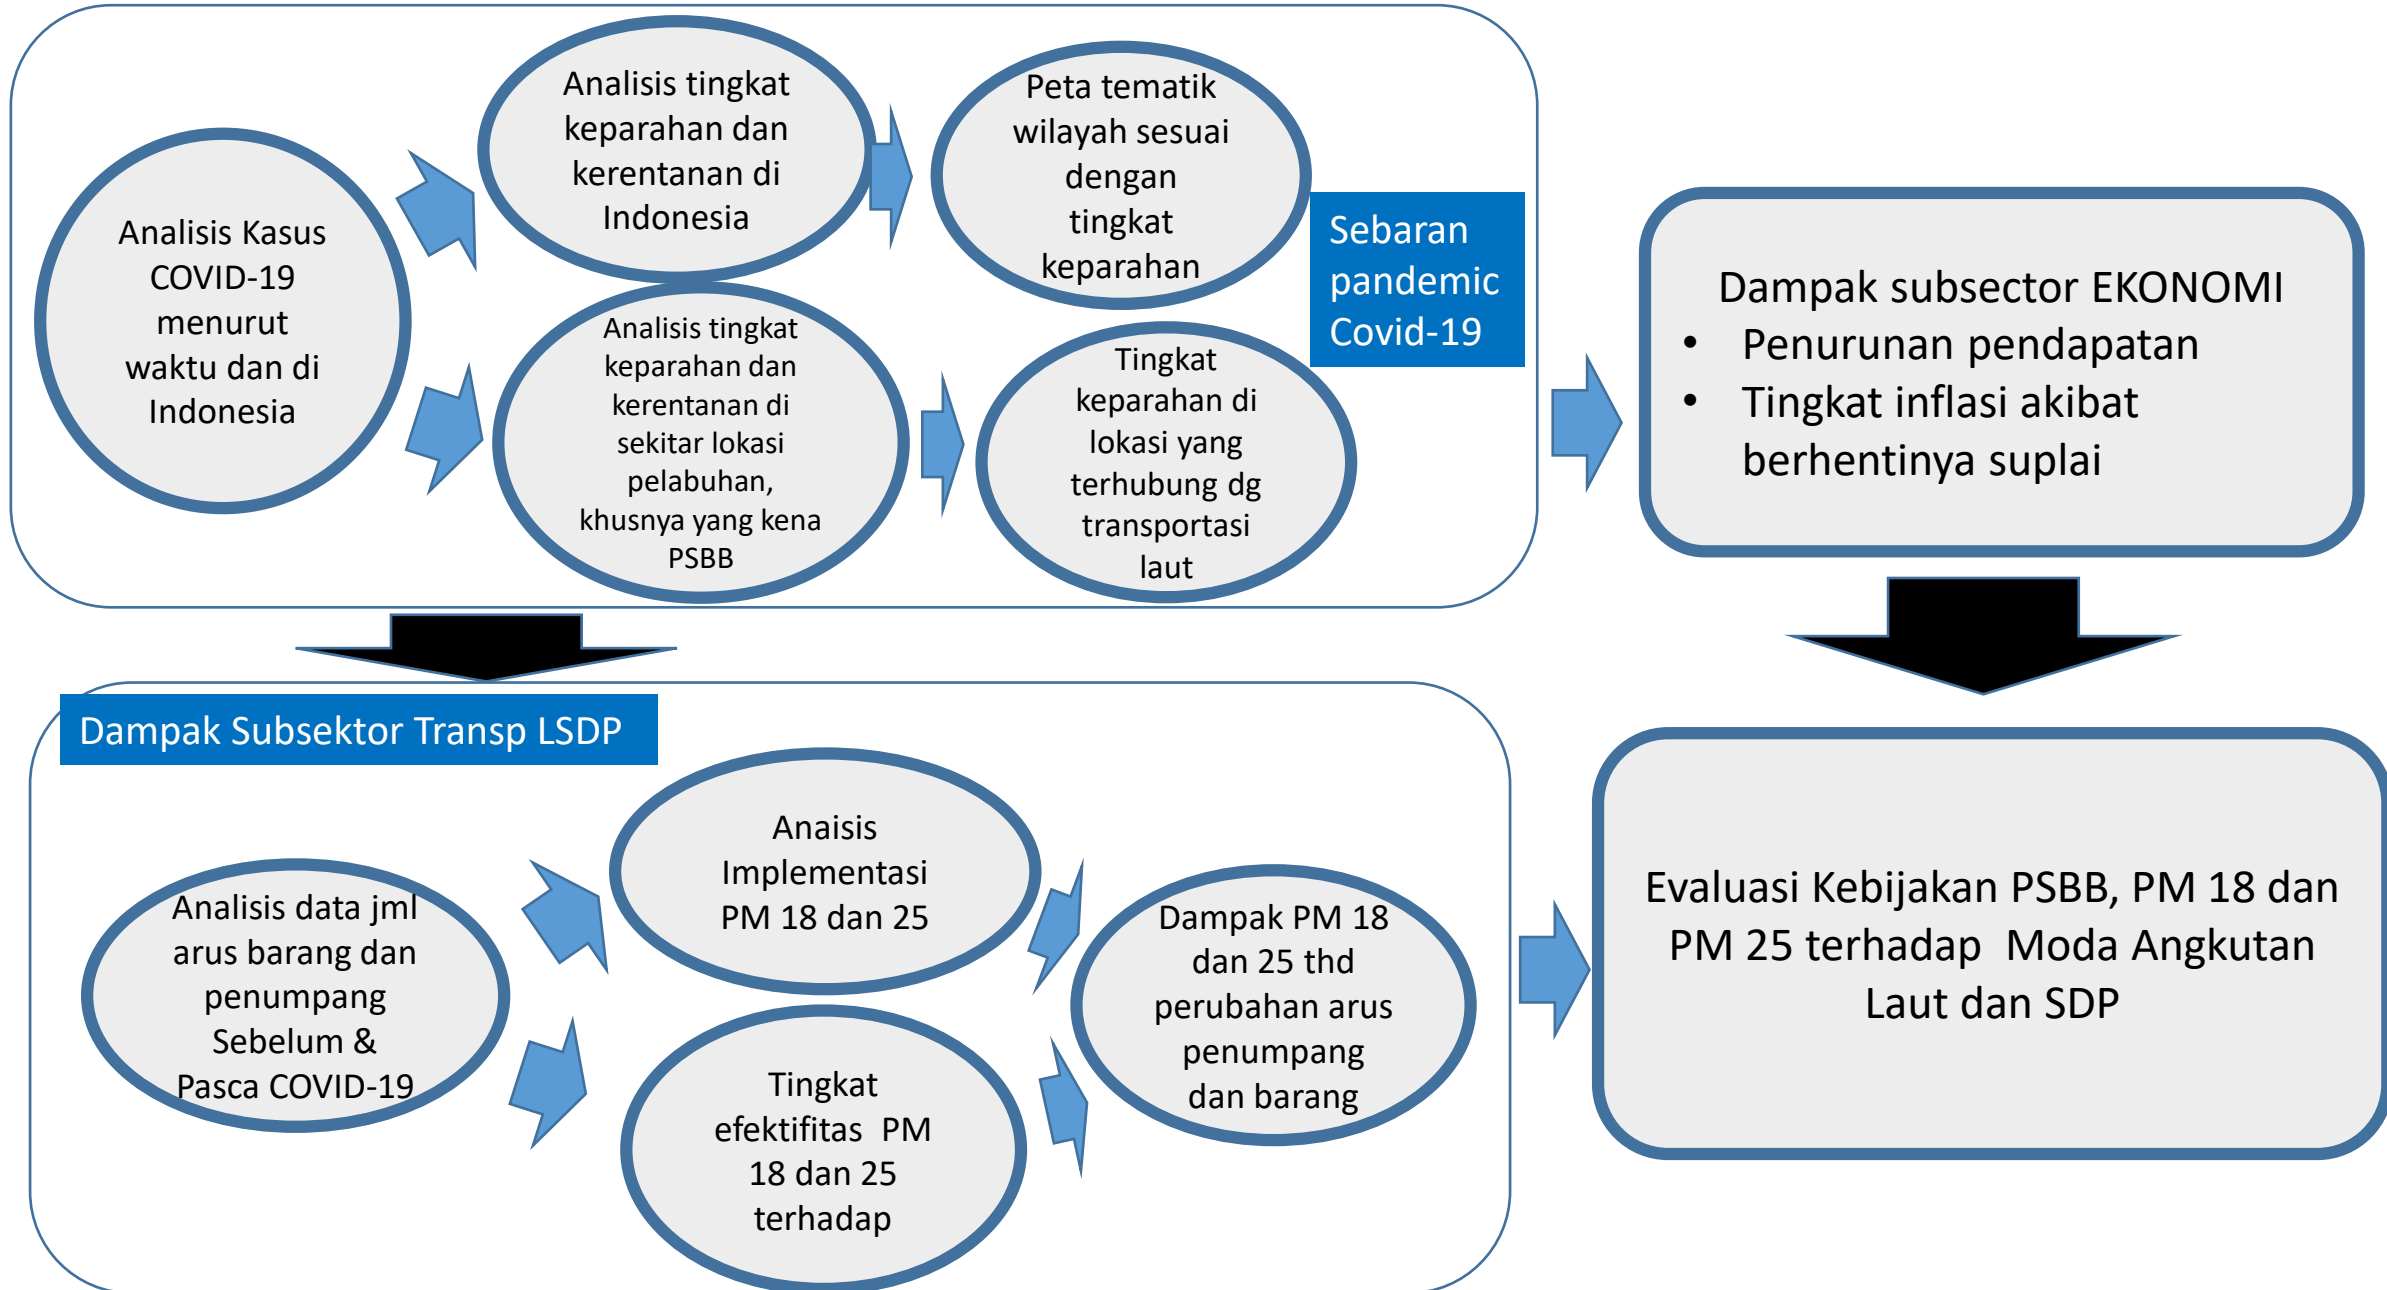 Analisis Kasus
COVID-19
menurut
waktu dan di
Indonesia
Analisis tingkat
keparahan dan
kerentanan di
Indonesia
Peta tematik
wilayah sesuai
dengan
tingkat
keparahan
Analisis tingkat
keparahan dan
kerentanan di
sekitar lokasi
pelabuhan,
khusnya yang kena
PSBB
Tingkat
keparahan di
lokasi yang
terhubung dg
transportasi
laut
Sebaran
pandemic
Covid-19
Dampak subsector EKONOMI
• Penurunan pendapatan
• Tingkat inflasi akibat
berhentinya suplai
Dampak Subsektor Transp LSDP
Analisis data jml
arus barang dan
penumpang
Sebelum &
Pasca COVID-19
Anaisis
Implementasi
PM 18 dan 25
Tingkat
efektifitas PM
18 dan 25
terhadap
Dampak PM 18
dan 25 thd
perubahan arus
penumpang
dan barang
Evaluasi Kebijakan PSBB, PM 18 dan
PM 25 terhadap Moda Angkutan
Laut dan SDP